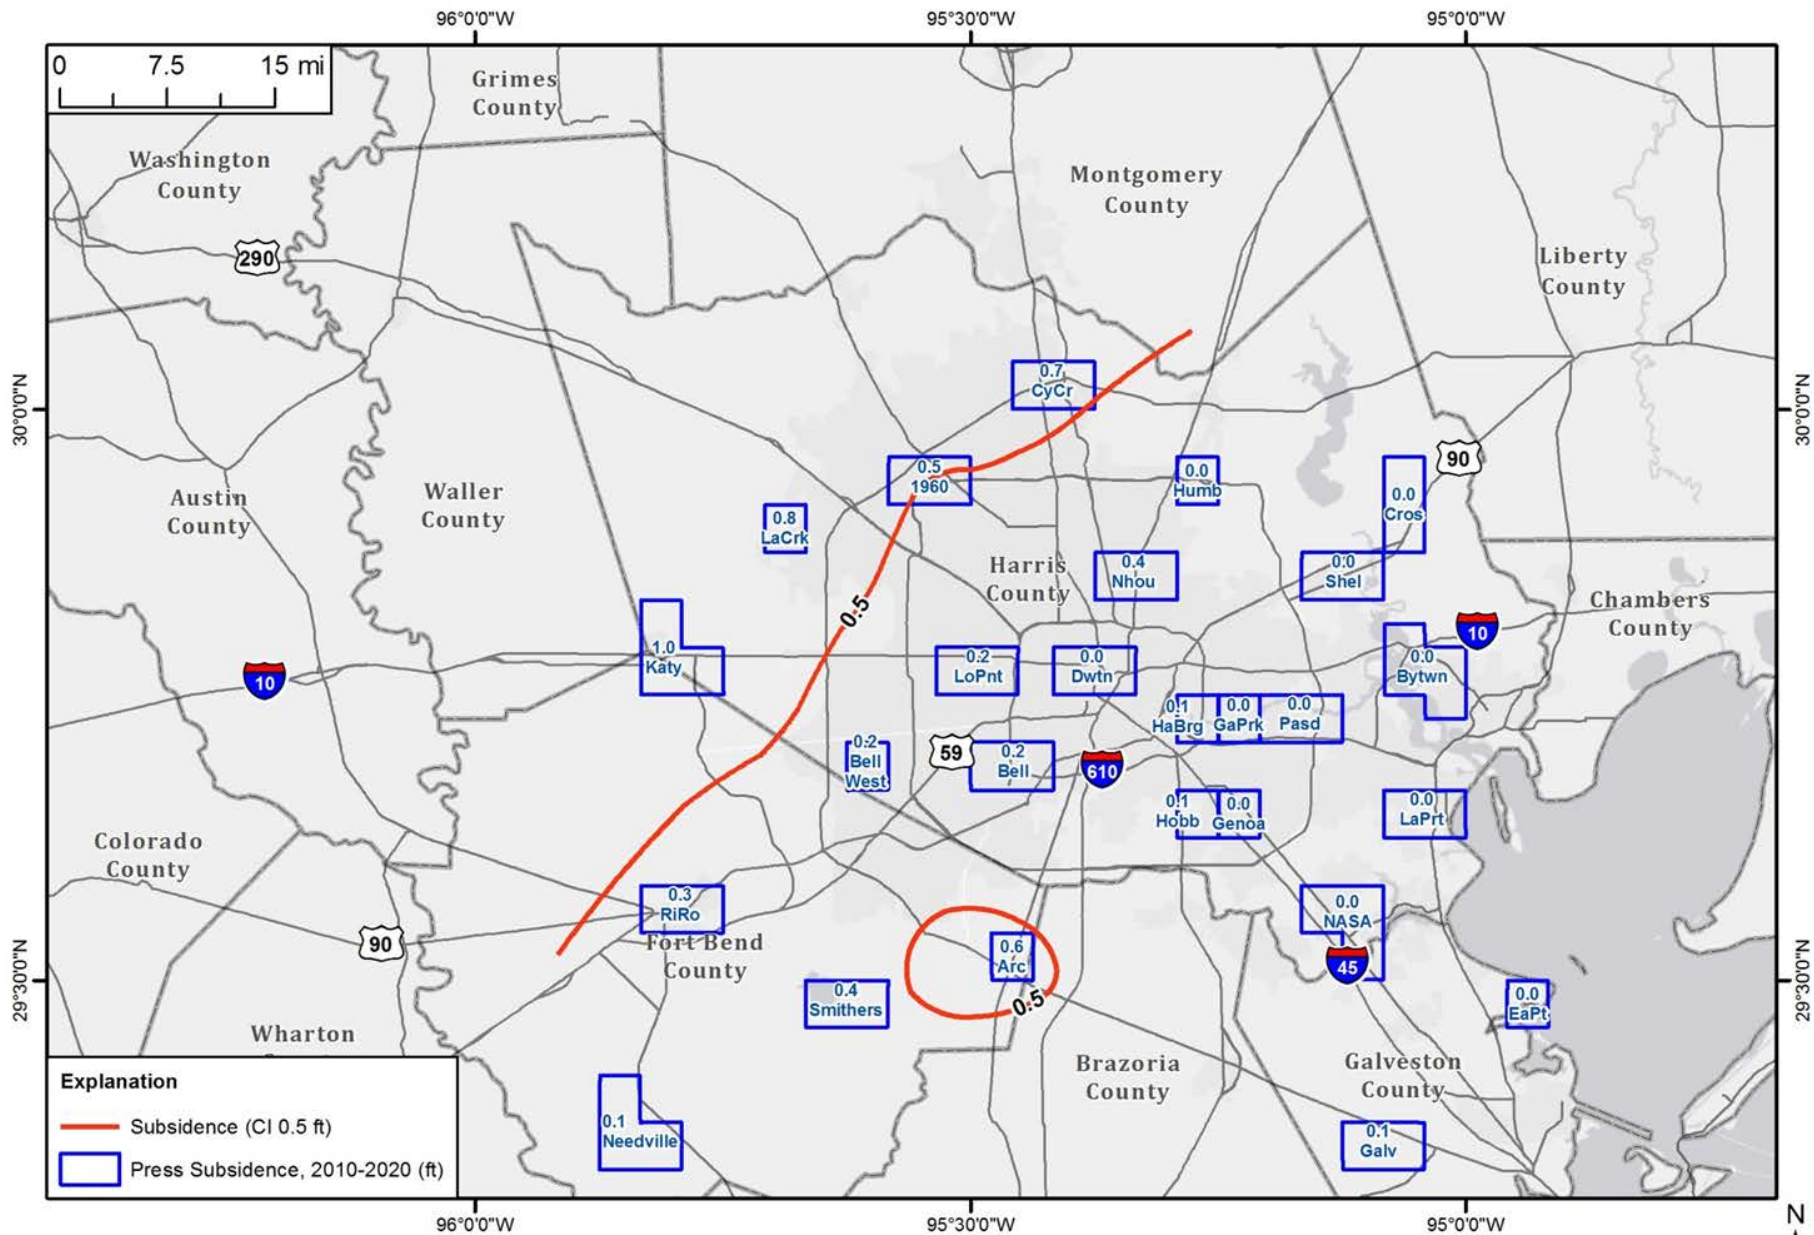 96°0'0"W
95°30'0"W
95°0'0"W
0
7.5
15 mi
Grimes
County
Washington
County
Montgomery
County
290
Liberty
County
30°0'0"N
30°0'0"N
0.7
CyCr
90
0.5
1960
0.0
Humb
0.0
Cros
Austin
County
Waller
County
0.8
LaCrk
Harris
County
0.4
Nhou
0.0
Shel
Chambers
County
0.5
10
10
1.0
Katy
0.2
LoPnt
0.0
Dwtn
0.0
Bytwn
0.1
HaBrg
0.0
GaPrk
0.0
Pasd
0.2
Bell
West
59
0.2
Bell
610
0.1
Hobb
0.0
Genoa
0.0
LaPrt
Colorado
County
0.3
RiRo
0.0
NASA
90
Fort Bend
County
0.6
Arc
45
29°30'0"N
29°30'0"N
0.4
Smithers
0.5
0.0
EaPt
Wharton
Brazoria
County
Galveston
County
Explanation
Subsidence (CI 0.5 ft)
Press Subsidence, 2010-2020 (ft)
0.1
Needville
0.1
Galv
96°0'0"W
95°30'0"W
95°0'0"W
N